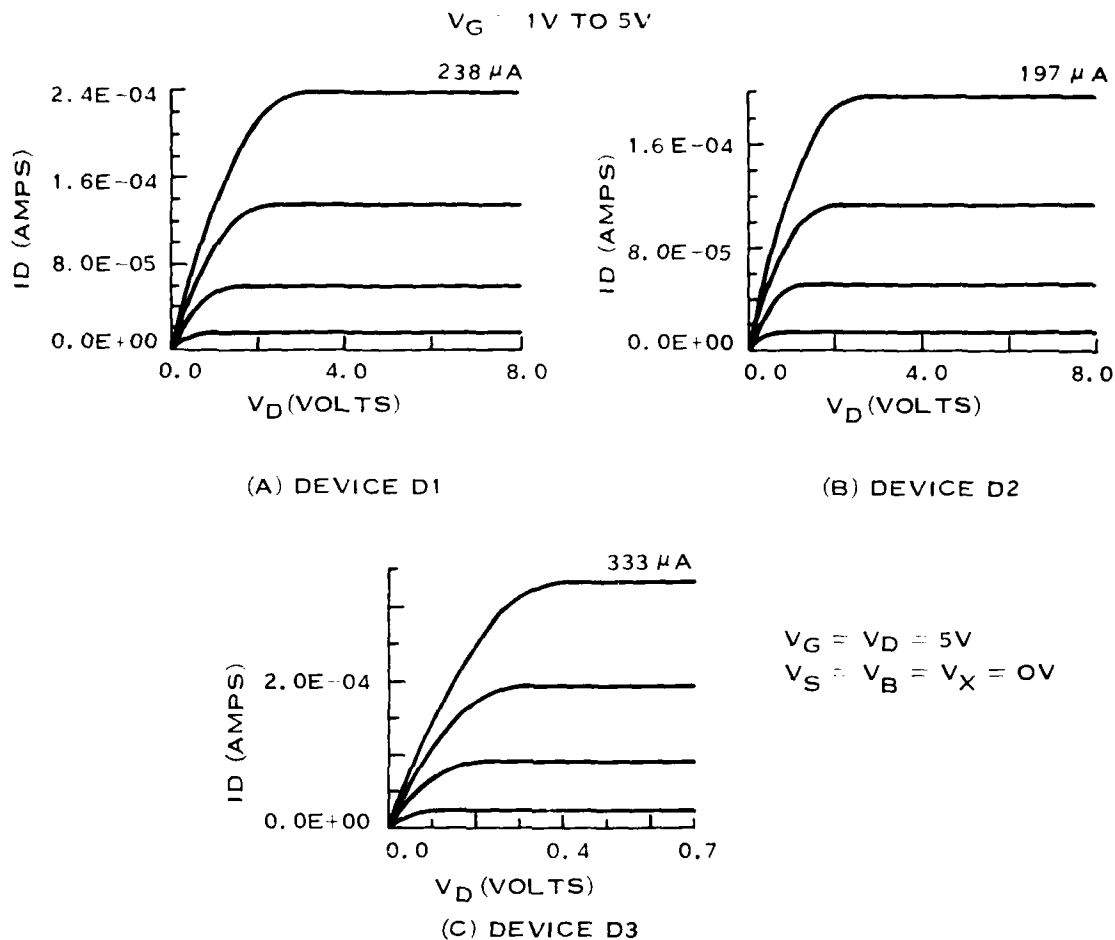 V_G = 1V TO 5V
238 µA
2.4E-04
1.6E-04
8.0E-05
0.0E+00
ID (AMPS)
0.0 4.0 8.0
V_D (VOLTS)
(A) DEVICE D1
197 µA
1.6E-04
8.0E-05
0.0E+00
ID (AMPS)
0.0 4.0 8.0
V_D (VOLTS)
(B) DEVICE D2
333 µA
2.0E-04
0.0E+00
ID (AMPS)
0.0 0.4 0.7
V_D (VOLTS)
(C) DEVICE D3
V_G = V_D = 5V
V_S = V_B = V_X = 0V